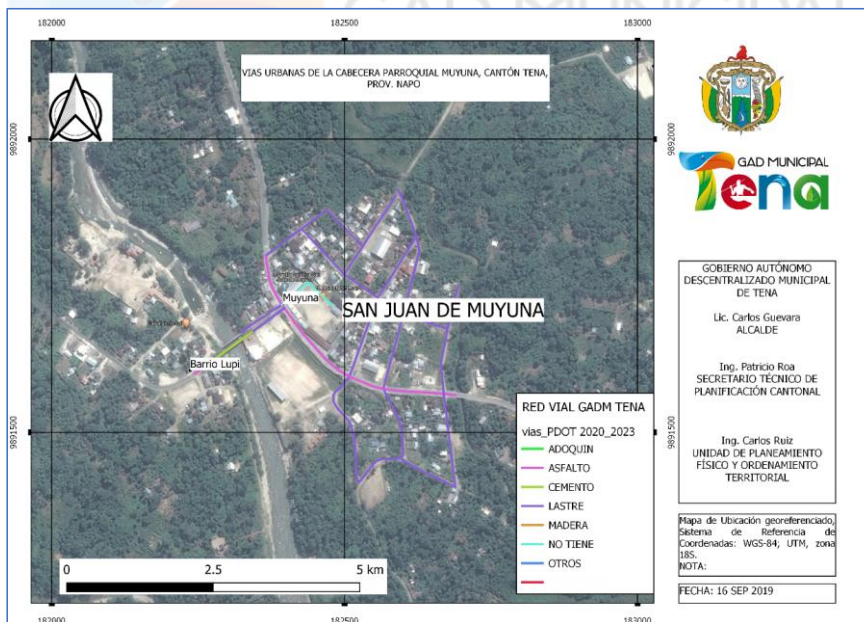 GAD MUNICIPAL
182000
182500
183000
VIAS URBANAS DE LA CABECERA PARROQUIAL MUYUNA, CANTÓN TENA,
PROV. NAPO
9892000
9892000
GAD MUNICIPAL
Tena
Muyuna
SAN JUAN DE MUYUNA
Barrio Lupi
9891500
9891500
RED VIAL GADM TENA
vias_PDOT 2020_2023
ADOQUIN
ASFALTO
CEMENTO
LASTRE
MADERA
NO TIENE
OTROS
0
2.5
5 km
GOBIERNO AUTÓNOMO
DESCENTRALIZADO MUNICIPAL
DE TENA
Lic. Carlos Guevara
ALCALDE
Ing. Patricio Roa
SECRETARIO TÉCNICO DE
PLANIFICACIÓN CANTONAL
Ing. Carlos Ruiz
UNIDAD DE PLANEAMIENTO
FÍSICO Y ORDENAMIENTO
TERRITORIAL
Mapa de Ubicación georeferenciado,
Sistema de Referencia de
Coordenadas: WGS-84; UTM, zona
18S.
NOTA:
FECHA: 16 SEP 2019
182000
182500
183000